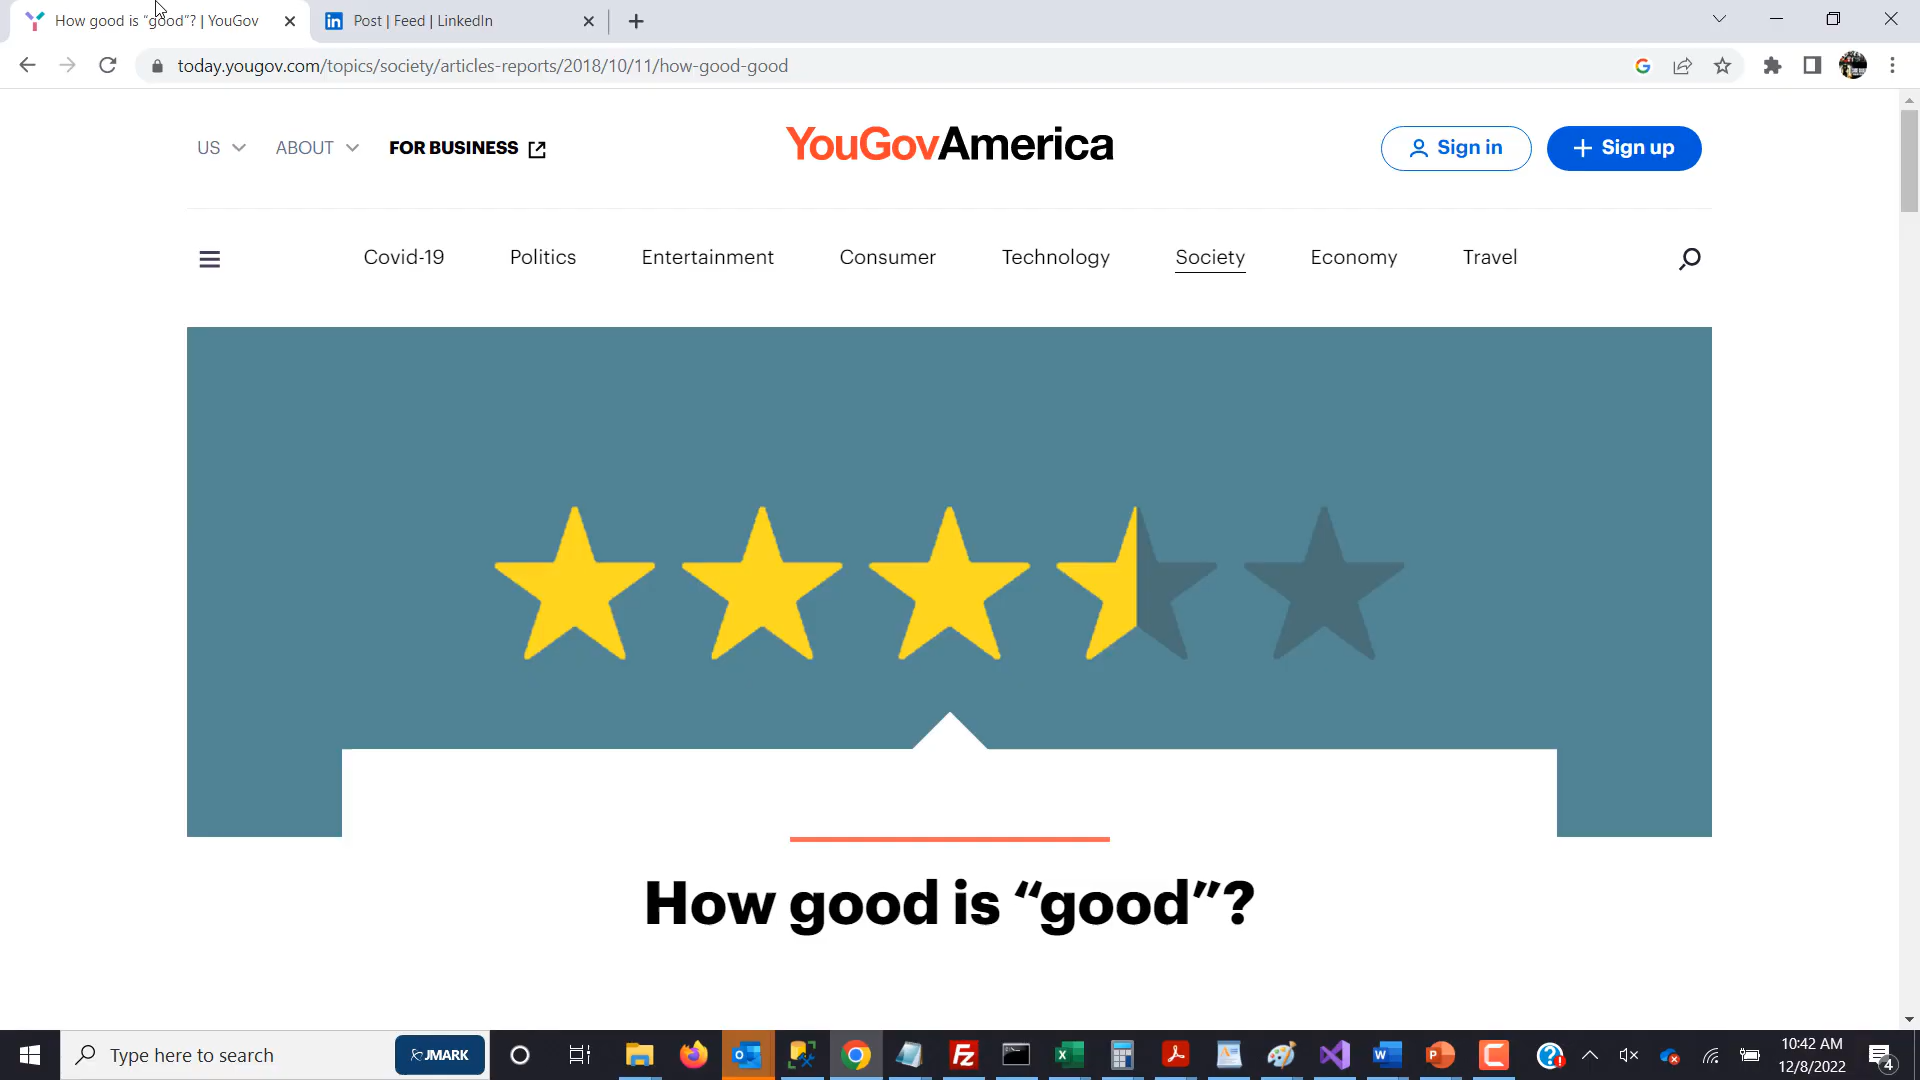 How good is “good”? | YouGov
Post | Feed | LinkedIn
today.yougov.com/topics/society/articles-reports/2018/10/11/how-good-good
US ABOUT FOR BUSINESS
YouGovAmerica
Sign in
Sign up
Covid-19 Politics Entertainment Consumer Technology Society Economy Travel
How good is “good”?
Type here to search
JMARK
10:42 AM
12/8/2022
4